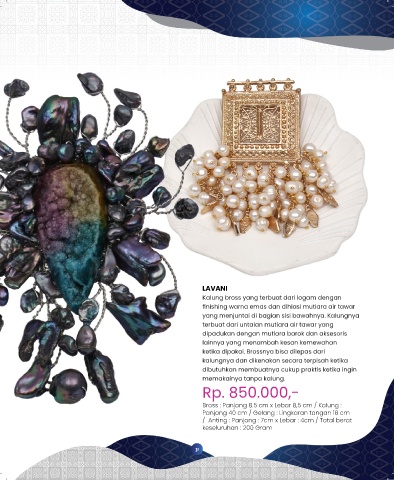 LAVANI
Kalung bross yang terbuat dari logam dengan
finishing warna emas dan dihiasi mutiara air tawar
yang menjuntai di bagian sisi bawahnya. Kalungnya
terbuat dari untaian mutiara air tawar yang
dipadukan dengan mutiara barok dan aksesoris
lainnya yang menambah kesan kemewahan
ketika dipakai. Brossnya bisa dilepas dari
kalungnya dan dikenakan secara terpisah ketika
dibutuhkan membuatnya cukup praktis ketika ingin
memakainya tanpa kalung.
Rp. 850.000,-
Bross : Panjang 8,5 cm x Lebar 8,5 cm / Kalung :
Panjang 40 cm / Gelang : Lingkaran tangan 18 cm
/ Anting : Panjang : 7cm x Lebar : 4cm / Total berat
keseluruhan : 200 Gram